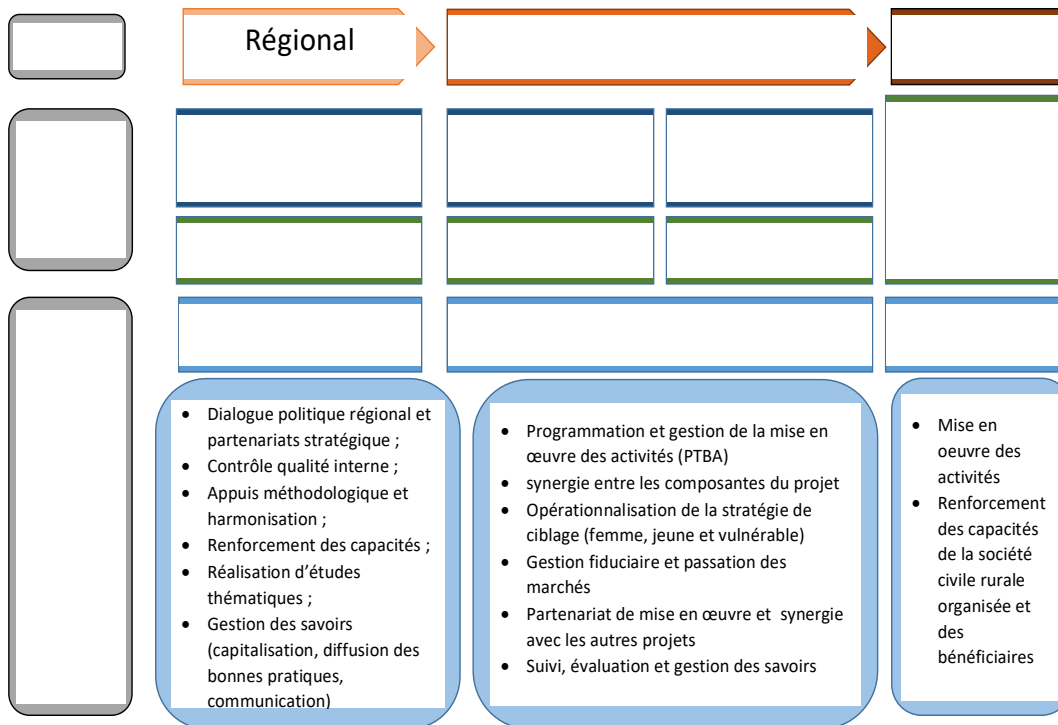 Régional
• Dialogue politique régional et
partenariats stratégique ;
• Contrôle qualité interne ;
• Appuis méthodologique et
harmonisation ;
• Renforcement des capacités ;
• Réalisation d’études
thématiques ;
• Gestion des savoirs
(capitalisation, diffusion des
bonnes pratiques,
communication)
• Programmation et gestion de la mise en
œuvre des activités (PTBA)
• synergie entre les composantes du projet
• Opérationnalisation de la stratégie de
ciblage (femme, jeune et vulnérable)
• Gestion fiduciaire et passation des
marchés
• Partenariat de mise en œuvre et synergie
avec les autres projets
• Suivi, évaluation et gestion des savoirs
• Mise en
oeuvre des
activités
• Renforcement
des capacités
de la société
civile rurale
organisée et
des
bénéficiaires